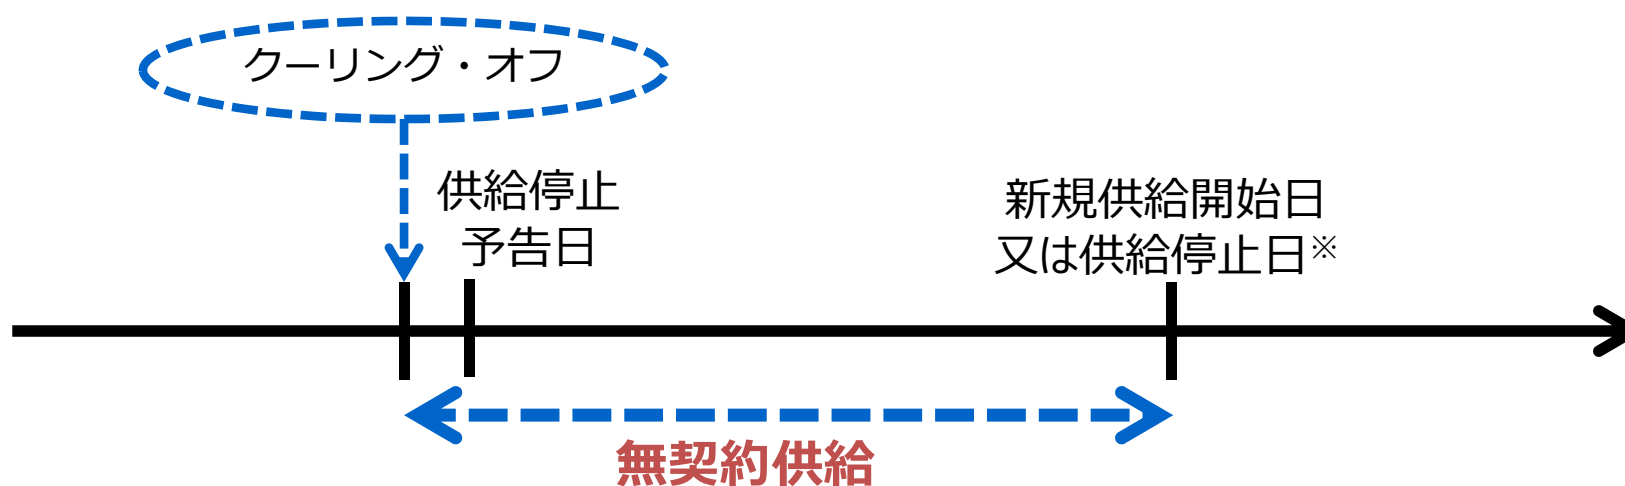 クーリング・オフ
供給停止
予告日
新規供給開始日
又は供給停止日※
無契約供給